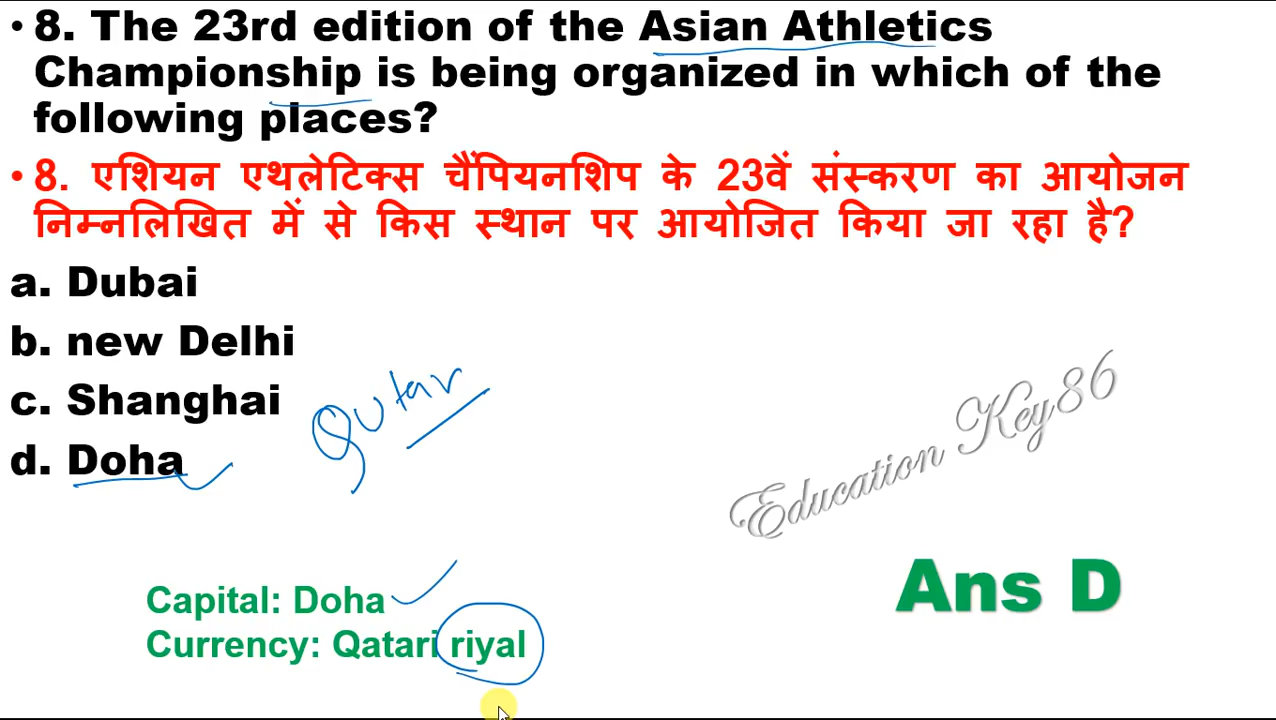 • 8. The 23rd edition of the Asian Athletics
Championship is being organized in which of the
following places?
• 8. एशियन एथलेटिक्स चैंपियनशिप के 23वें संस्करण का आयोजन
निम्नलिखित में से किस स्थान पर आयोजित किया जा रहा है?
a. Dubai
b. new Delhi
c. Shanghai
d. Doha
Qutar
Education Key86
Ans D
Capital: Doha
Currency: Qatari riyal